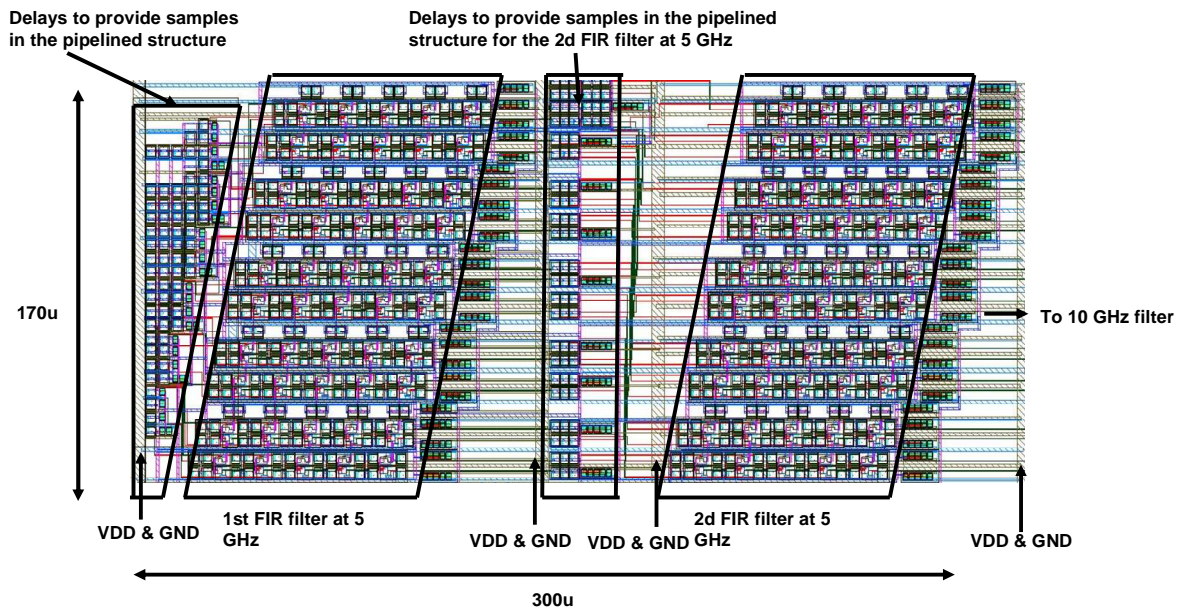 Delays to provide samples
in the pipelined structure
Delays to provide samples in the pipelined
structure for the 2d FIR filter at 5 GHz
170u
To 10 GHz filter
VDD & GND
1st FIR filter at 5
GHz
VDD & GND
VDD & GND
2d FIR filter at 5
GHz
VDD & GND
300u